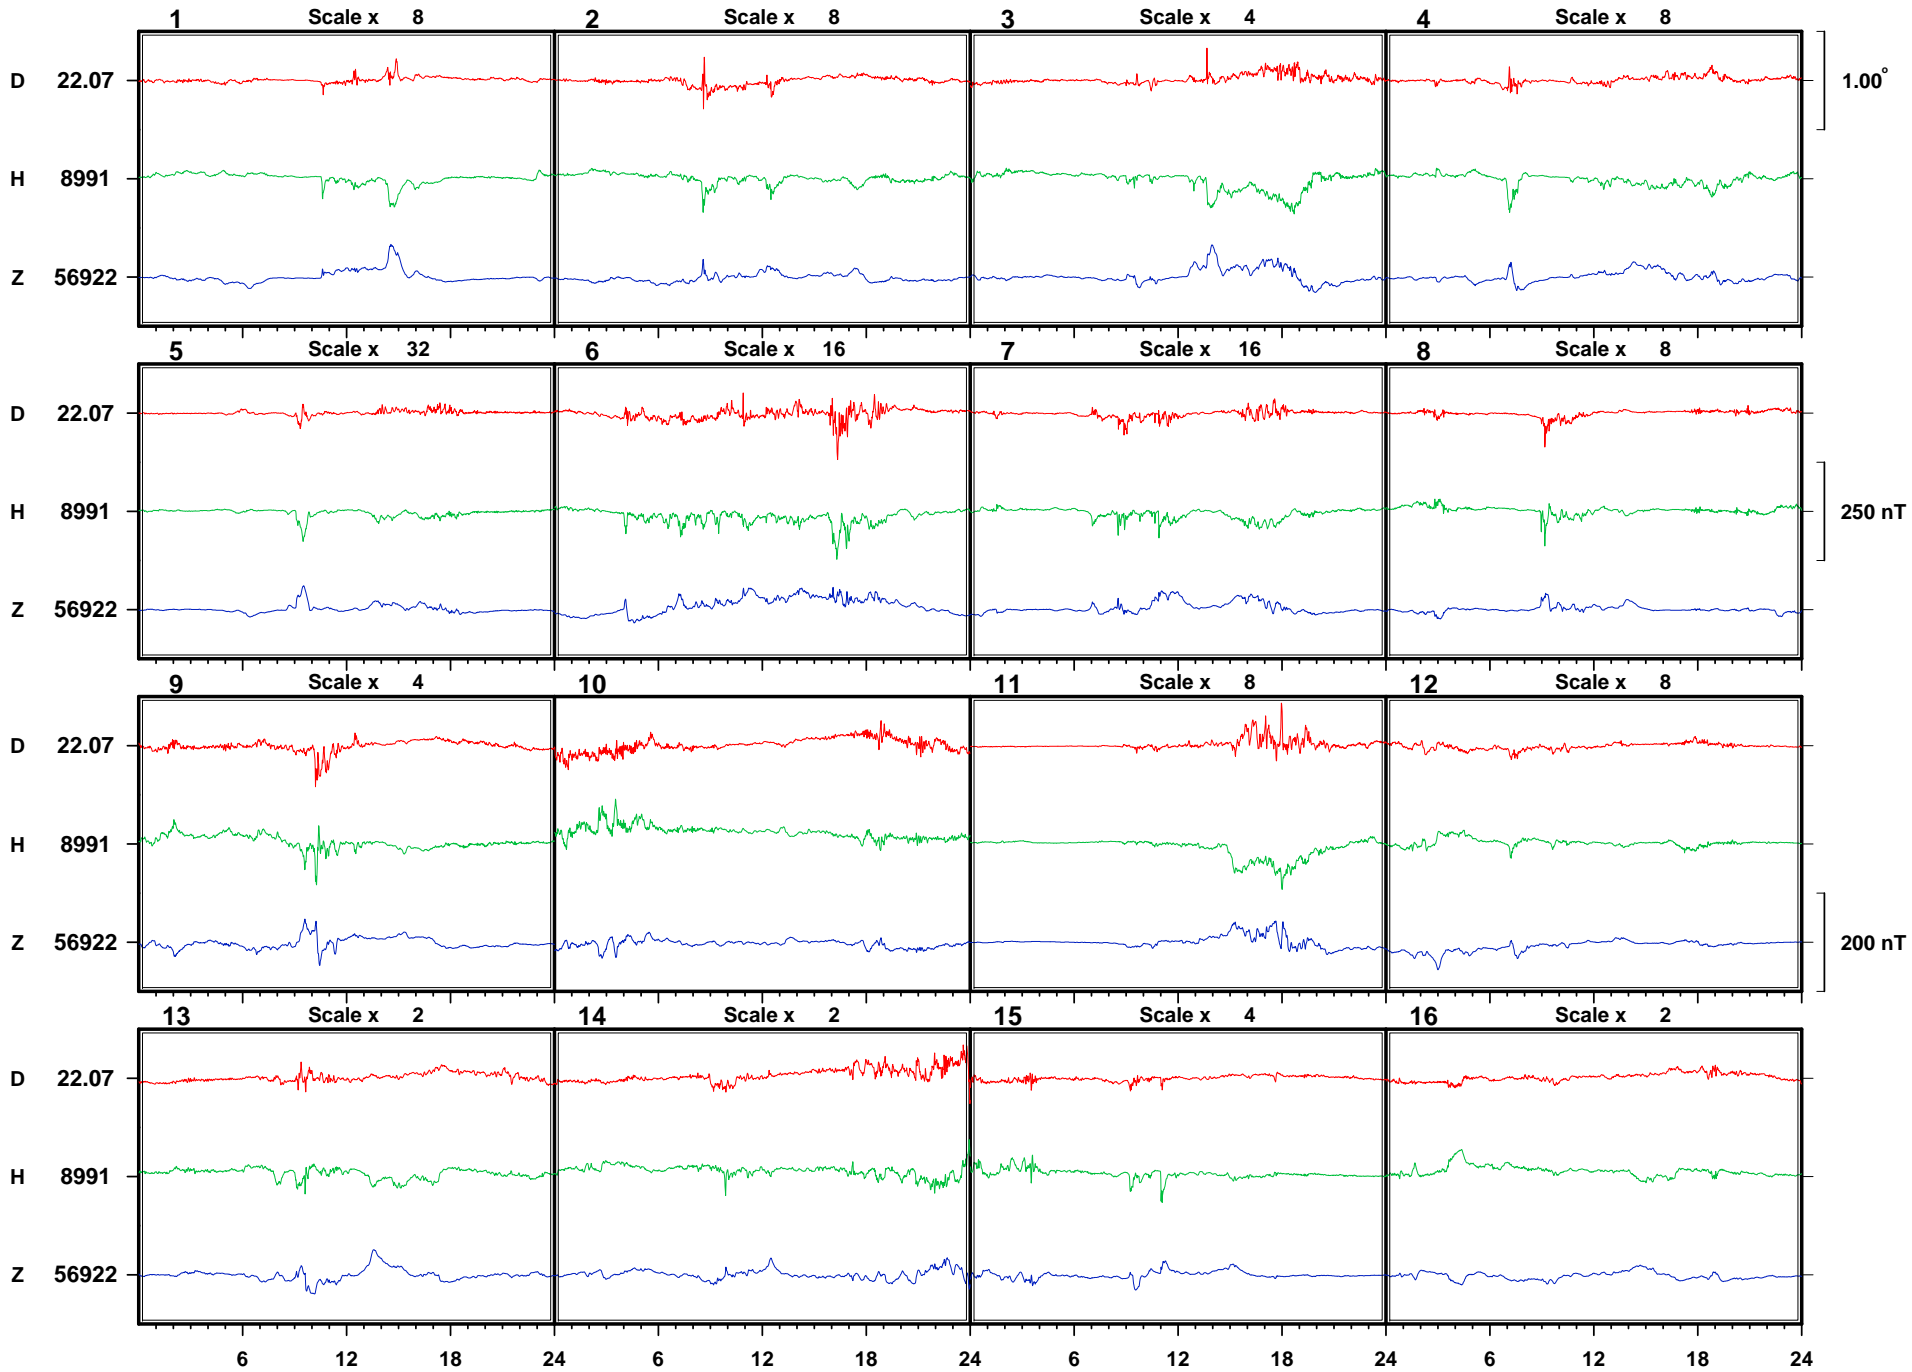 1 Scale x 8 2 Scale x 8 3 Scale x 4 4 Scale x 8
D 22.07 1.00°
H 8991
Z 56922
5 Scale x 32 6 Scale x 16 7 Scale x 16 8 Scale x 8
D 22.07
H 8991 250 nT
Z 56922
9 Scale x 4 10 11 Scale x 8 12 Scale x 8
D 22.07
H 8991
Z 56922 200 nT
13 Scale x 2 14 Scale x 2 15 Scale x 4 16 Scale x 2
D 22.07
H 8991
Z 56922
6 12 18 24 6 12 18 24 6 12 18 24 6 12 18 24